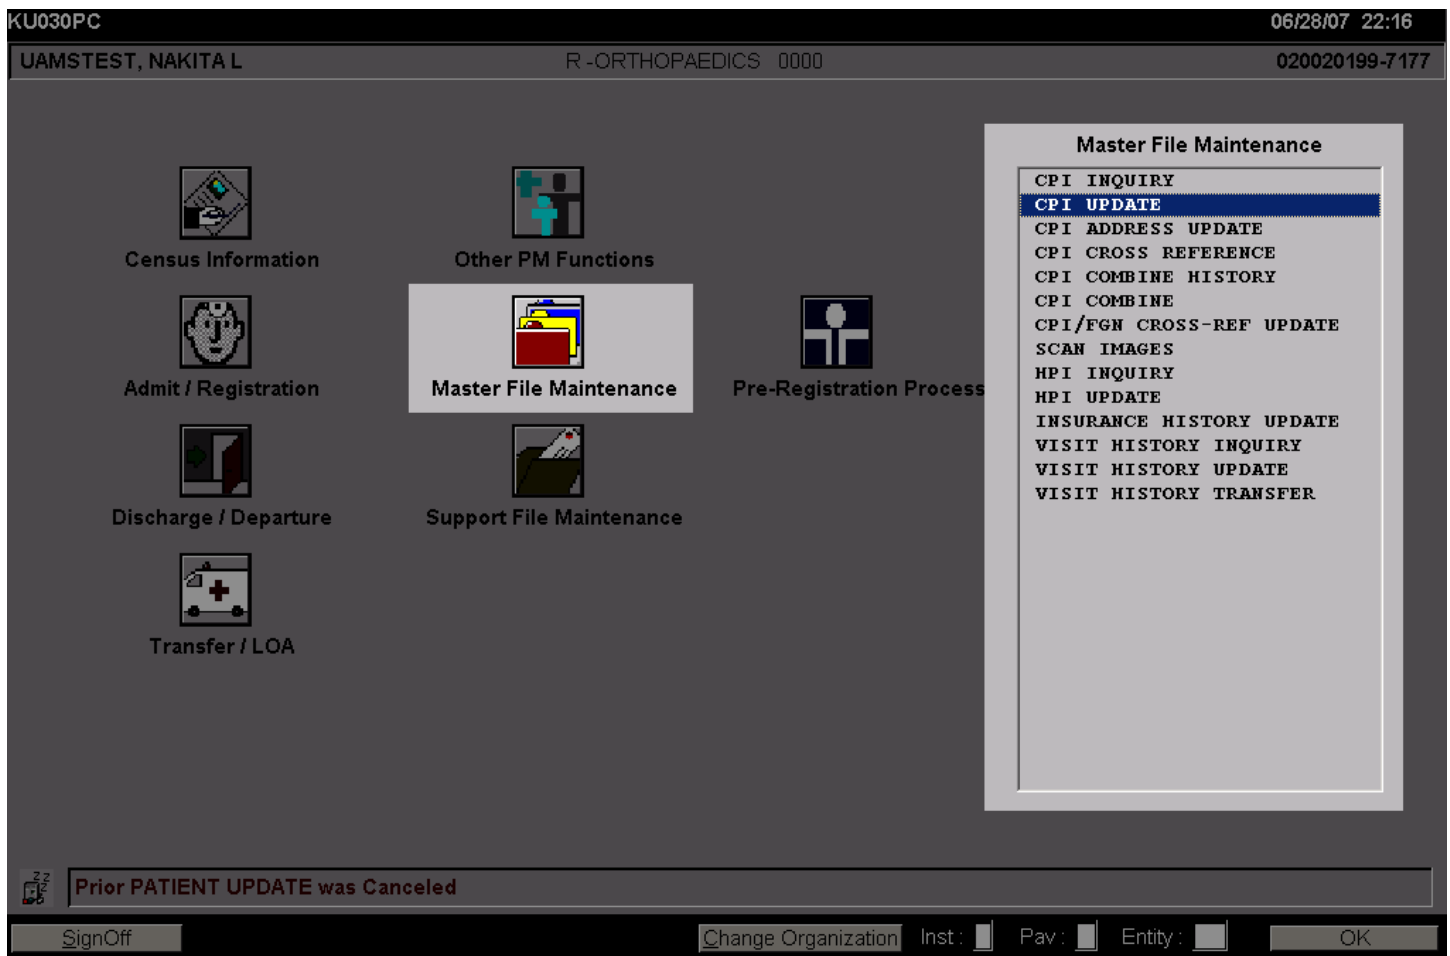 KU030PC 06/28/07 22:16
UAMSTEST, NAKITA L R -ORTHOPAEDICS 0000 020020199-7177
Census Information
Other PM Functions
Admit / Registration
Master File Maintenance
Pre-Registration Process
Discharge / Departure
Support File Maintenance
Transfer / LOA
Master File Maintenance
CPI INQUIRY
CPI UPDATE
CPI ADDRESS UPDATE
CPI CROSS REFERENCE
CPI COMBINE HISTORY
CPI COMBINE
CPI/FGN CROSS-REF UPDATE
SCAN IMAGES
HPI INQUIRY
HPI UPDATE
INSURANCE HISTORY UPDATE
VISIT HISTORY INQUIRY
VISIT HISTORY UPDATE
VISIT HISTORY TRANSFER
zzz
Prior PATIENT UPDATE was Canceled
SignOff Change Organization Inst : Pav : Entity : OK